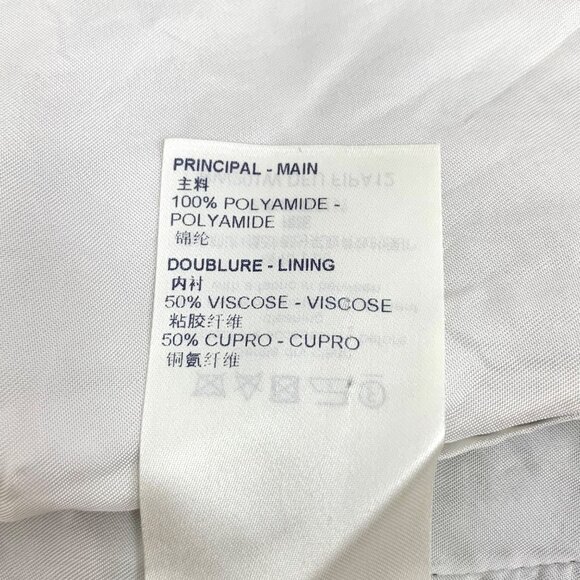 PRINCIPAL - MAIN
主料
100% POLYAMIDE -
POLYAMIDE
锦纶
DOUBLURE - LINING
内衬
50% VISCOSE - VISCOSE
粘胶纤维
50% CUPRO - CUPRO
铜氨纤维